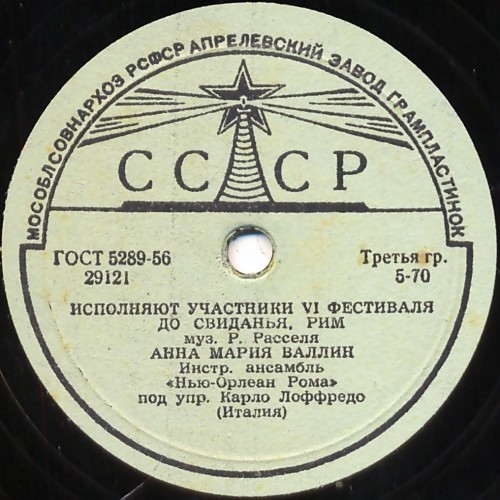 МОСОБЛСОВНАРХОЗ РСФСР АПРЕЛЕВСКИЙ ЗАВОД ГРАМПЛАСТИНОК
СССР
ГОСТ 5289-56
29121
Третья гр.
5-70
ИСПОЛНЯЮТ УЧАСТНИКИ VI ФЕСТИВАЛЯ
ДО СВИДАНЬЯ, РИМ
муз. Р. Расселя
АННА МАРИЯ ВАЛЛИН
Инстр. ансамбль
«Нью-Орлеан Рома»
под упр. Карло Лоффредо
(Италия)